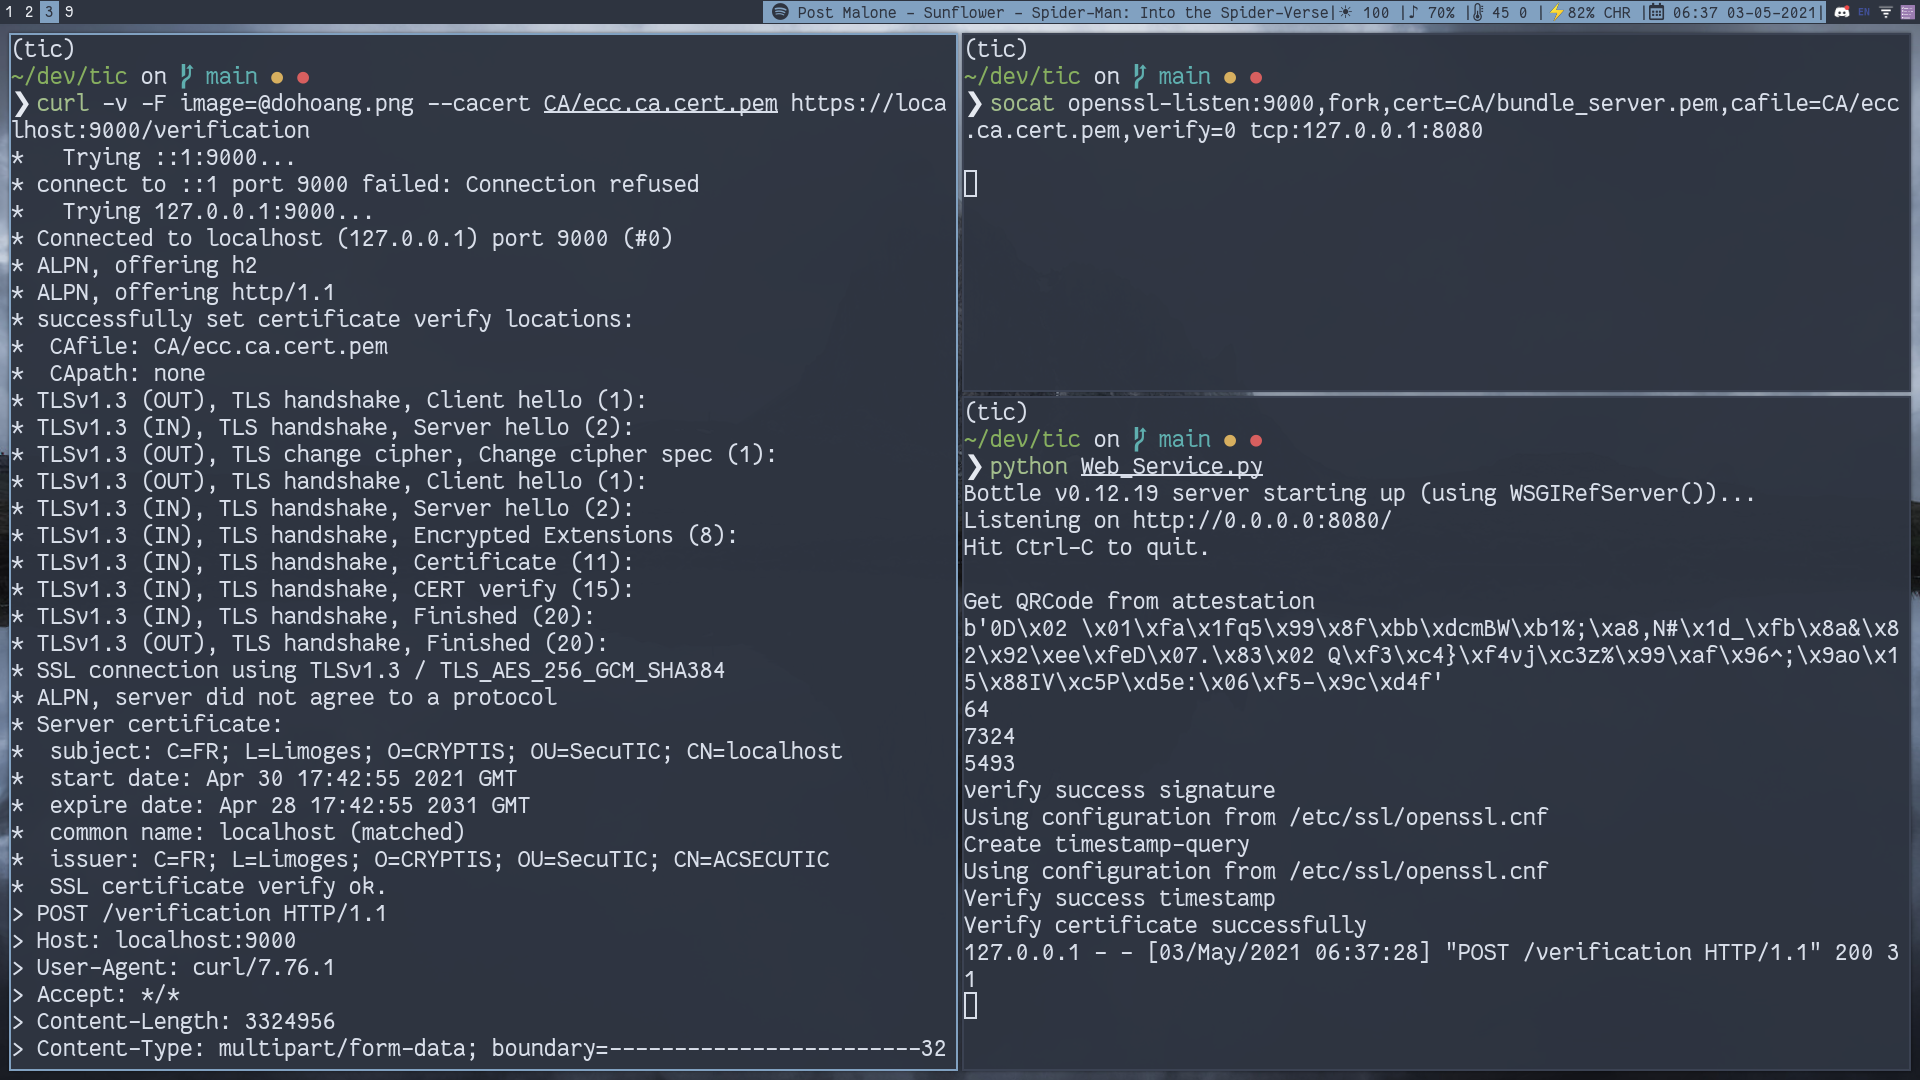 1 2 3 9
Post Malone - Sunflower - Spider-Man: Into the Spider-Verse| 100 |♪ 70% | 45 0 |⚡82% CHR | 06:37 03-05-2021| EN
(tic)
~/dev/tic on main ● ●
❯ curl -v -F image=@dohoang.png --cacert CA/ecc.ca.cert.pem https://loca
lhost:9000/verification
*   Trying ::1:9000...
* connect to ::1 port 9000 failed: Connection refused
*   Trying 127.0.0.1:9000...
* Connected to localhost (127.0.0.1) port 9000 (#0)
* ALPN, offering h2
* ALPN, offering http/1.1
* successfully set certificate verify locations:
*  CAfile: CA/ecc.ca.cert.pem
*  CApath: none
* TLSv1.3 (OUT), TLS handshake, Client hello (1):
* TLSv1.3 (IN), TLS handshake, Server hello (2):
* TLSv1.3 (OUT), TLS change cipher, Change cipher spec (1):
* TLSv1.3 (OUT), TLS handshake, Client hello (1):
* TLSv1.3 (IN), TLS handshake, Server hello (2):
* TLSv1.3 (IN), TLS handshake, Encrypted Extensions (8):
* TLSv1.3 (IN), TLS handshake, Certificate (11):
* TLSv1.3 (IN), TLS handshake, CERT verify (15):
* TLSv1.3 (IN), TLS handshake, Finished (20):
* TLSv1.3 (OUT), TLS handshake, Finished (20):
* SSL connection using TLSv1.3 / TLS_AES_256_GCM_SHA384
* ALPN, server did not agree to a protocol
* Server certificate:
*  subject: C=FR; L=Limoges; O=CRYPTIS; OU=SecuTIC; CN=localhost
*  start date: Apr 30 17:42:55 2021 GMT
*  expire date: Apr 28 17:42:55 2031 GMT
*  common name: localhost (matched)
*  issuer: C=FR; L=Limoges; O=CRYPTIS; OU=SecuTIC; CN=ACSECUTIC
*  SSL certificate verify ok.
> POST /verification HTTP/1.1
> Host: localhost:9000
> User-Agent: curl/7.76.1
> Accept: */*
> Content-Length: 3324956
> Content-Type: multipart/form-data; boundary=------------------------32
(tic)
~/dev/tic on main ● ●
❯ socat openssl-listen:9000,fork,cert=CA/bundle_server.pem,cafile=CA/ecc
.ca.cert.pem,verify=0 tcp:127.0.0.1:8080
(tic)
~/dev/tic on main ● ●
❯ python Web_Service.py
Bottle v0.12.19 server starting up (using WSGIRefServer())...
Listening on http://0.0.0.0:8080/
Hit Ctrl-C to quit.
Get QRCode from attestation
b'0D\x02 \x01\xfa\x1fq5\x99\x8f\xbb\xdcmBW\xb1%;\xa8,N#\x1d_\xfb\x8a&\x8
2\x92\xee\xfeD\x07.\x83\x02 Q\xf3\xc4}\xf4vj\xc3z%\x99\xaf\x96^;\x9ao\x1
5\x88IV\xc5P\xd5e:\x06\xf5-\x9c\xd4f'
64
7324
5493
verify success signature
Using configuration from /etc/ssl/openssl.cnf
Create timestamp-query
Using configuration from /etc/ssl/openssl.cnf
Verify success timestamp
Verify certificate successfully
127.0.0.1 - - [03/May/2021 06:37:28] "POST /verification HTTP/1.1" 200 3
1